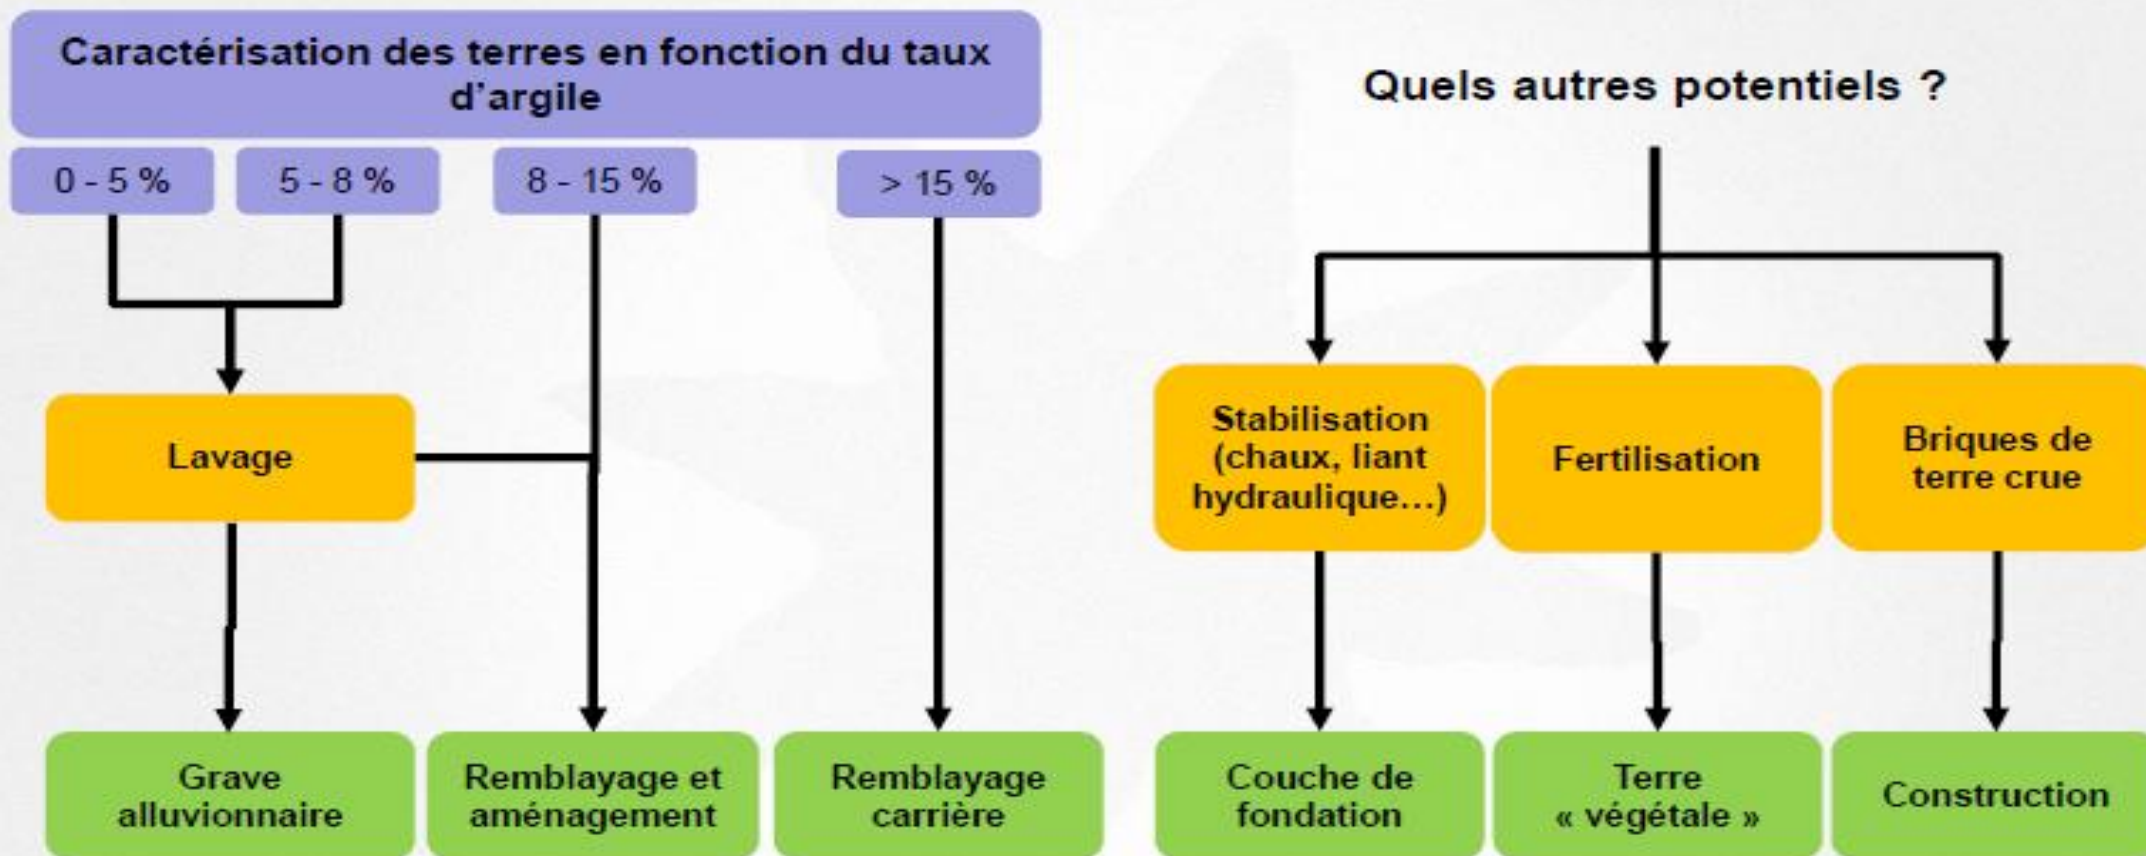 Caractérisation des terres en fonction du taux
d'argile
0 - 5 %
5 - 8 %
8 - 15 %
> 15 %
Lavage
Grave
alluvionnaire
Remblayage et
aménagement
Remblayage
carrière
Quels autres potentiels ?
Stabilisation
(chaux, liant
hydraulique...)
Fertilisation
Briques de
terre crue
Couche de
fondation
Terre
« végétale »
Construction